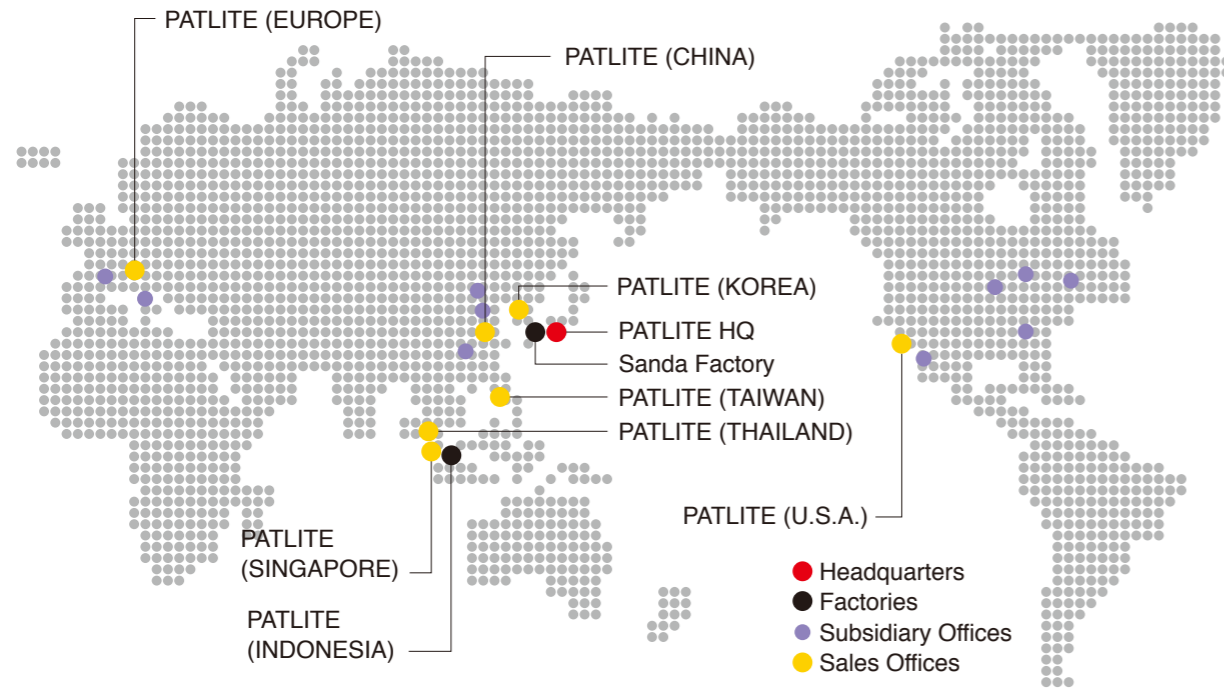 PATLITE (EUROPE)
PATLITE (CHINA)
PATLITE (KOREA)
PATLITE HQ
Sanda Factory
PATLITE (TAIWAN)
PATLITE (THAILAND)
PATLITE (U.S.A.)
PATLITE
(SINGAPORE)
PATLITE
(INDONESIA)
Headquarters
Factories
Subsidiary Offices
Sales Offices